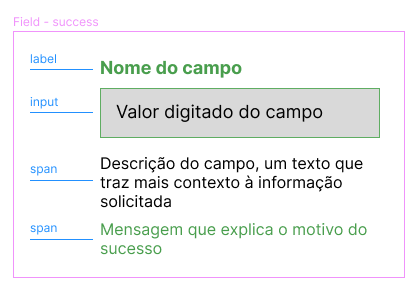 Field - success
label
Nome do campo
input
Valor digitado do campo
span
Descrição do campo, um texto que
traz mais contexto à informação
solicitada
span
Mensagem que explica o motivo do
sucesso